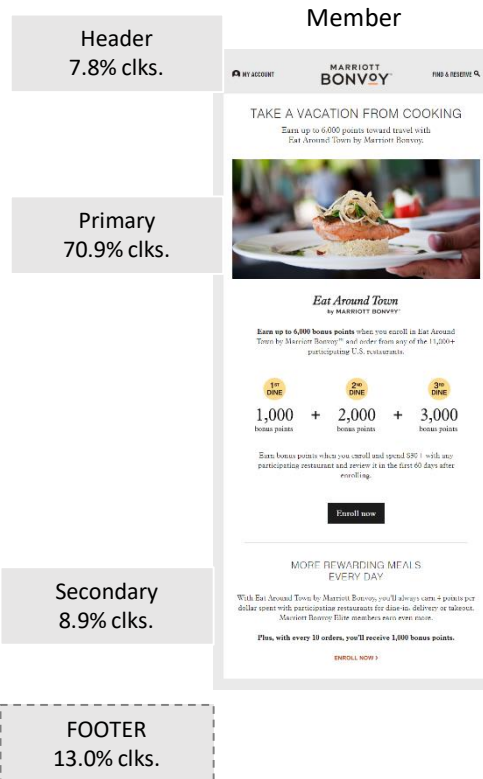 Member
Header
7.8% clks.
MY ACCOUNT
MARRIOTT
BONVOY
FIND & RESERVE
TAKE A VACATION FROM COOKING
Earn up to 6,000 points toward travel with
Eat Around Town by Marriott Bonvoy.
Primary
70.9% clks.
Eat Around Town
by MARRIOTT BONVOY
Earn up to 6,000 bonus points when you enroll in Eat Around
Town by Marriott Bonvoy™ and order from any of the 11,000+
participating U.S. restaurants.
1ST
DINE
2ND
DINE
3RD
DINE
1,000 + 2,000 + 3,000
bonus points bonus points bonus points
Earn bonus points when you enroll and spend $30+ with any
participating restaurant and review it in the first 60 days after
enrolling.
Enroll now
MORE REWARDING MEALS
EVERY DAY
Secondary
8.9% clks.
With Eat Around Town by Marriott Bonvoy, you'll always earn 4 points per
dollar spent with participating restaurants for dine-in, delivery or takeout.
Marriott Bonvoy Elite members earn even more.
Plus, with every 10 orders, you'll receive 1,000 bonus points.
ENROLL NOW ›
FOOTER
13.0% clks.